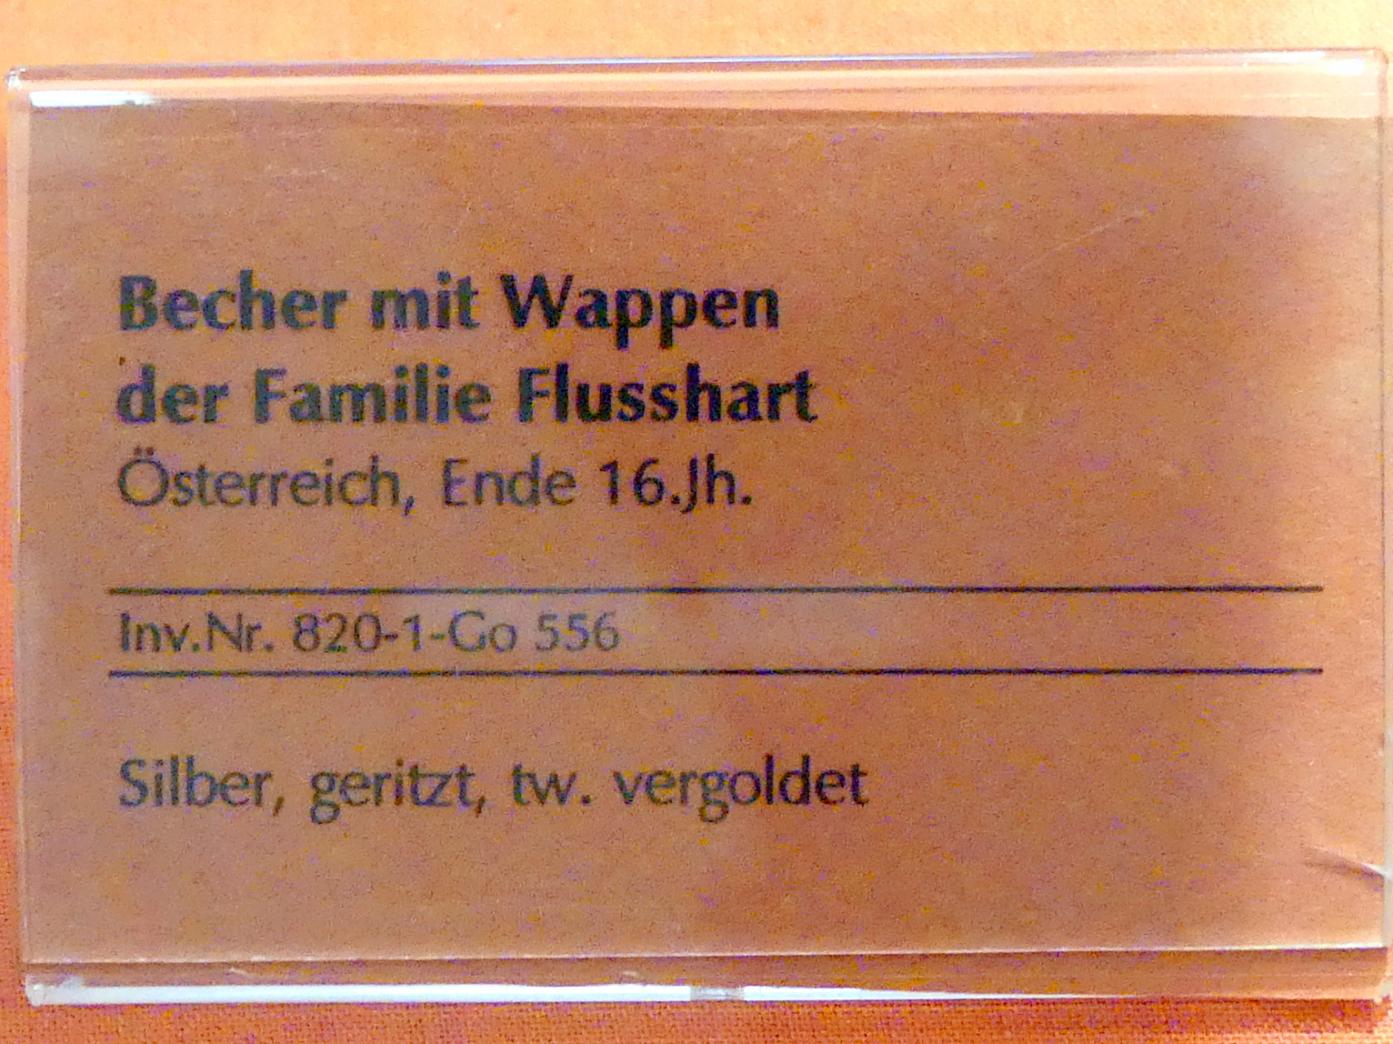 Becher mit Wappen
der Familie Flusshart
Österreich, Ende 16.Jh.
Inv.Nr. 820-1-Go 556
Silber, geritzt, tw. vergoldet